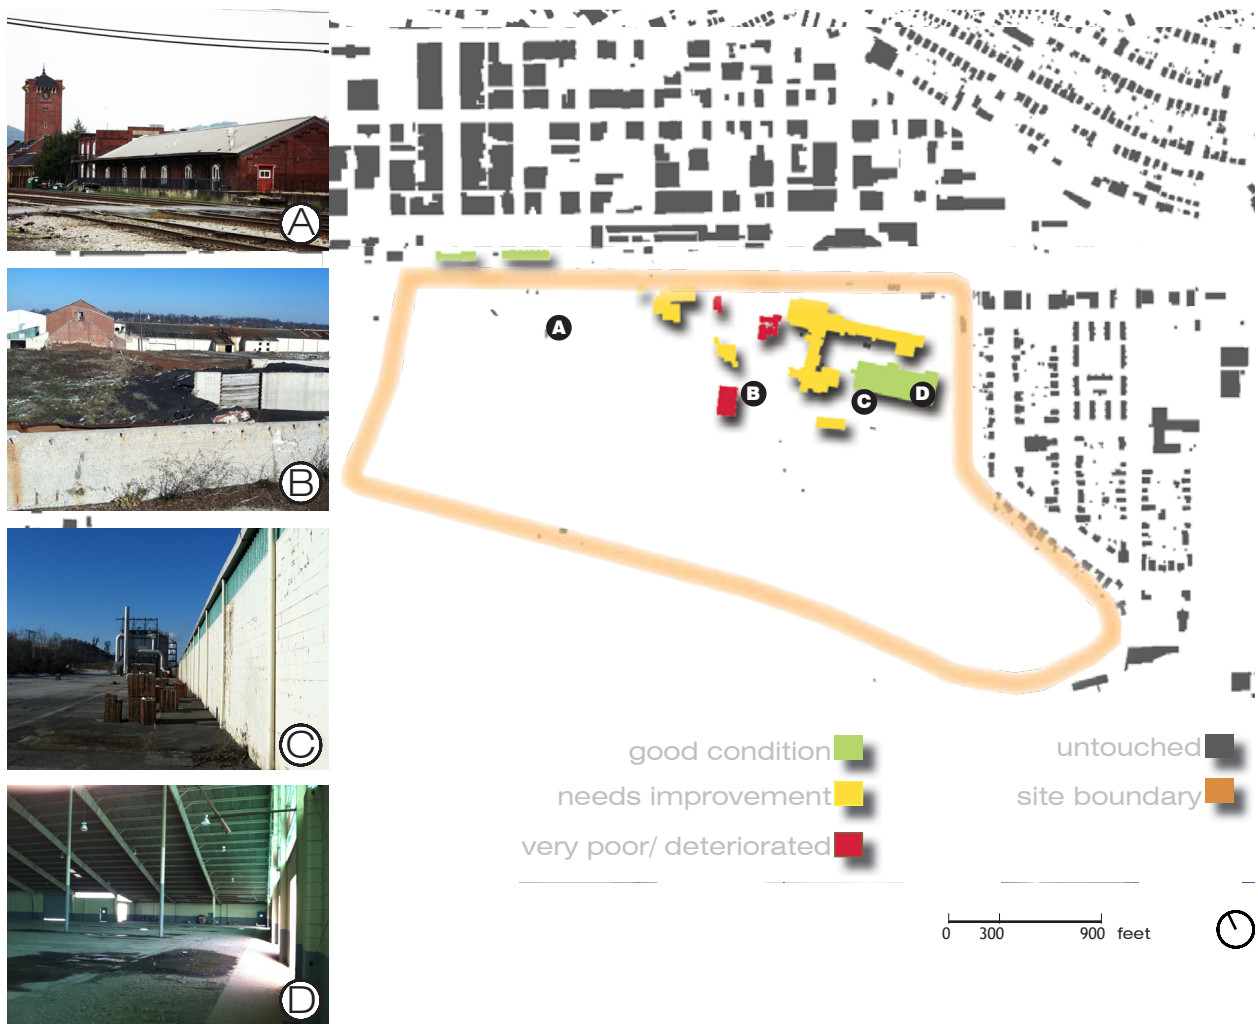 A
B
C
D
A
B
C
D
good condition
needs improvement
very poor/ deteriorated
untouched
site boundary
0 300 900 feet